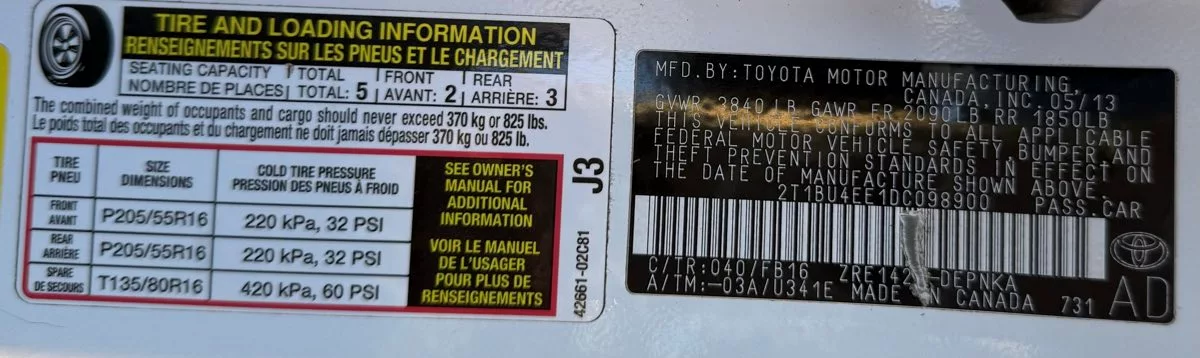 TIRE AND LOADING INFORMATION
RENSEIGNEMENTS SUR LES PNEUS ET LE CHARGEMENT
SEATING CAPACITY TOTAL FRONT REAR
NOMBRE DE PLACES TOTAL: 5 AVANT: 2 ARRIÈRE: 3
The combined weight of occupants and cargo should never exceed 370 kg or 825 lbs.
Le poids total des occupants et du chargement ne doit jamais dépasser 370 kg ou 825 lb.
TIRE
PNEU
SIZE
DIMENSIONS
COLD TIRE PRESSURE
PRESSION DES PNEUS À FROID
FRONT
AVANT
P205/55R16
220 kPa, 32 PSI
REAR
ARRIÈRE
P205/55R16
220 kPa, 32 PSI
SPARE
DE SECOURS
T135/80R16
420 kPa, 60 PSI
SEE OWNER'S
MANUAL FOR
ADDITIONAL
INFORMATION
VOIR LE MANUEL
DE L'USAGER
POUR PLUS DE
RENSEIGNEMENTS
J3
42661-02C81
MFD.BY:TOYOTA MOTOR MANUFACTURING,
CANADA,INC.05/13
GVWR 3840LB GAWR FR 2090LB RR 1850LB
THIS VEHICLE CONFORMS TO ALL APPLICABLE
FEDERAL MOTOR VEHICLE SAFETY,BUMPER,AND
THEFT PREVENTION STANDARDS IN EFFECT ON
THE DATE OF MANUFACTURE SHOWN ABOVE.
2T1BU4EE1DC098900 PASS.CAR
C/TR:040/FB16 ZRE142 -DEPNKA
A/TM:-03A/U341E MADE IN CANADA 731
AD